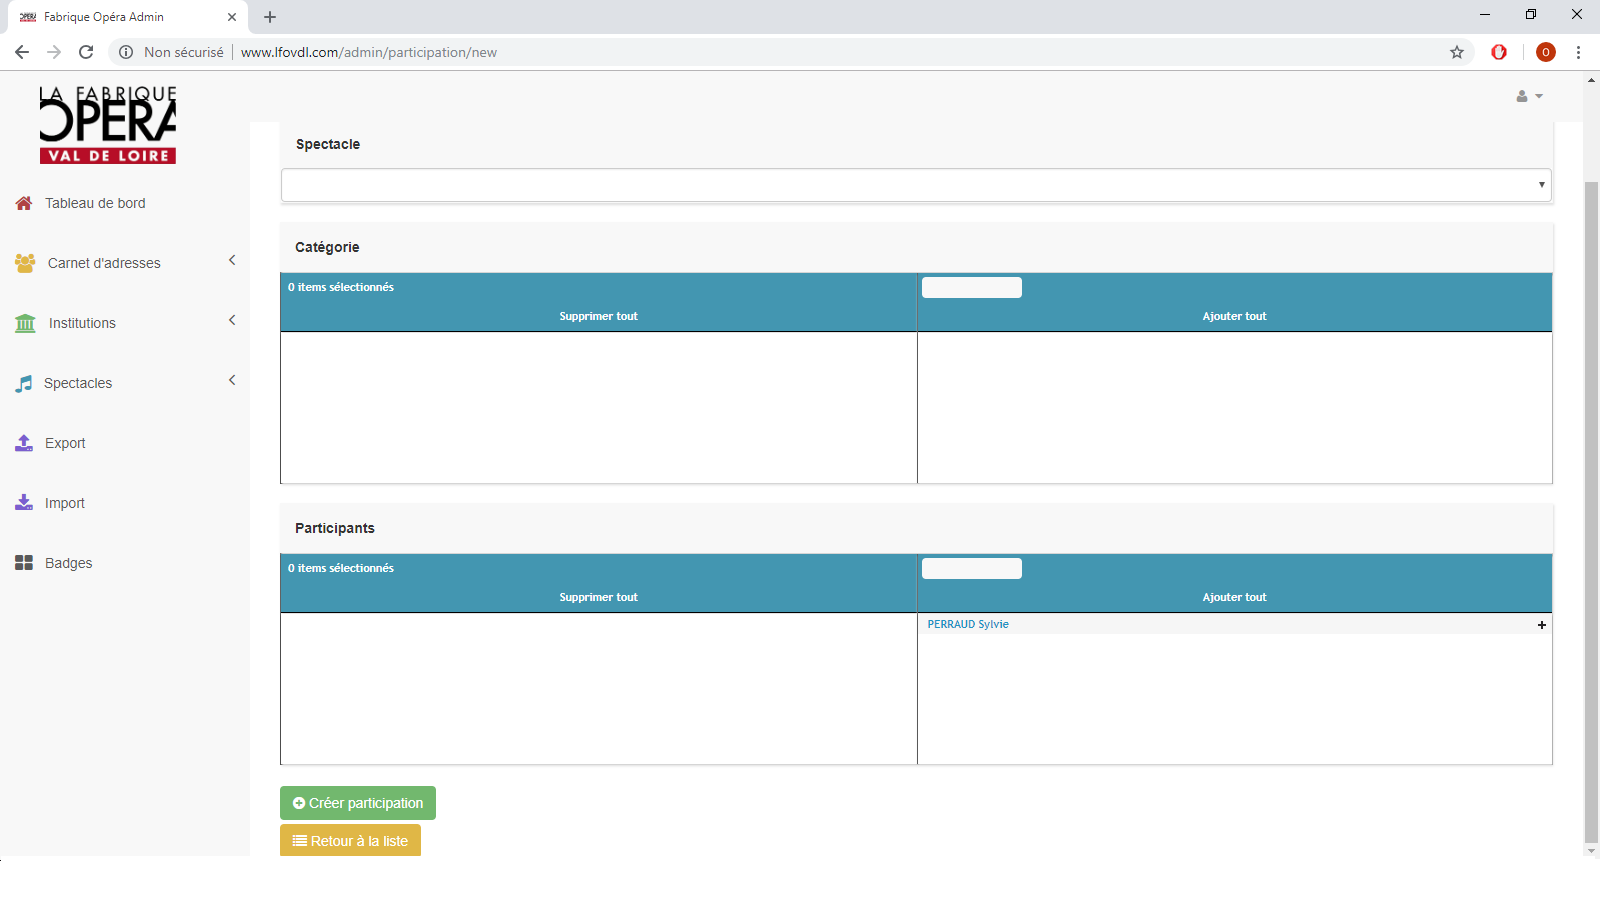 Fabrique Opéra Admin
Non sécurisé
www.lfovdl.com/admin/participation/new
O
LA FABRIQUE
OPERA
VAL DE LOIRE
Tableau de bord
Carnet d'adresses
Institutions
Spectacles
Export
Import
Badges
Spectacle
Catégorie
0 items sélectionnés
Supprimer tout
Ajouter tout
Participants
0 items sélectionnés
Supprimer tout
Ajouter tout
PERRAUD Sylvie
Créer participation
Retour à la liste